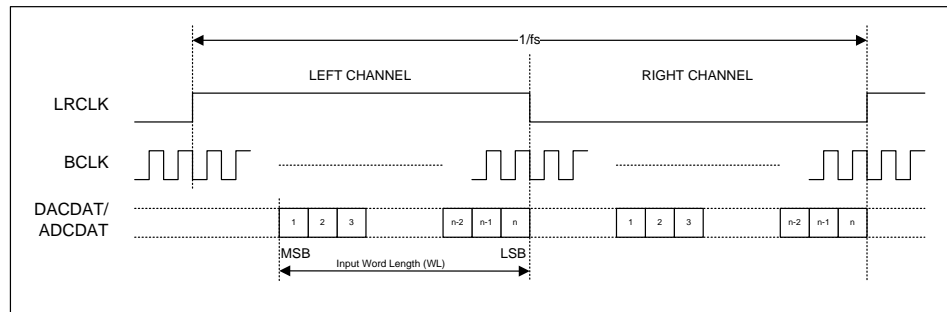 1/fs
LEFT CHANNEL RIGHT CHANNEL
LRCLK
BCLK
DACDAT/
ADCDAT
1 2 3 n-2 n-1 n 1 2 3 n-2 n-1 n
MSB LSB
Input Word Length (WL)